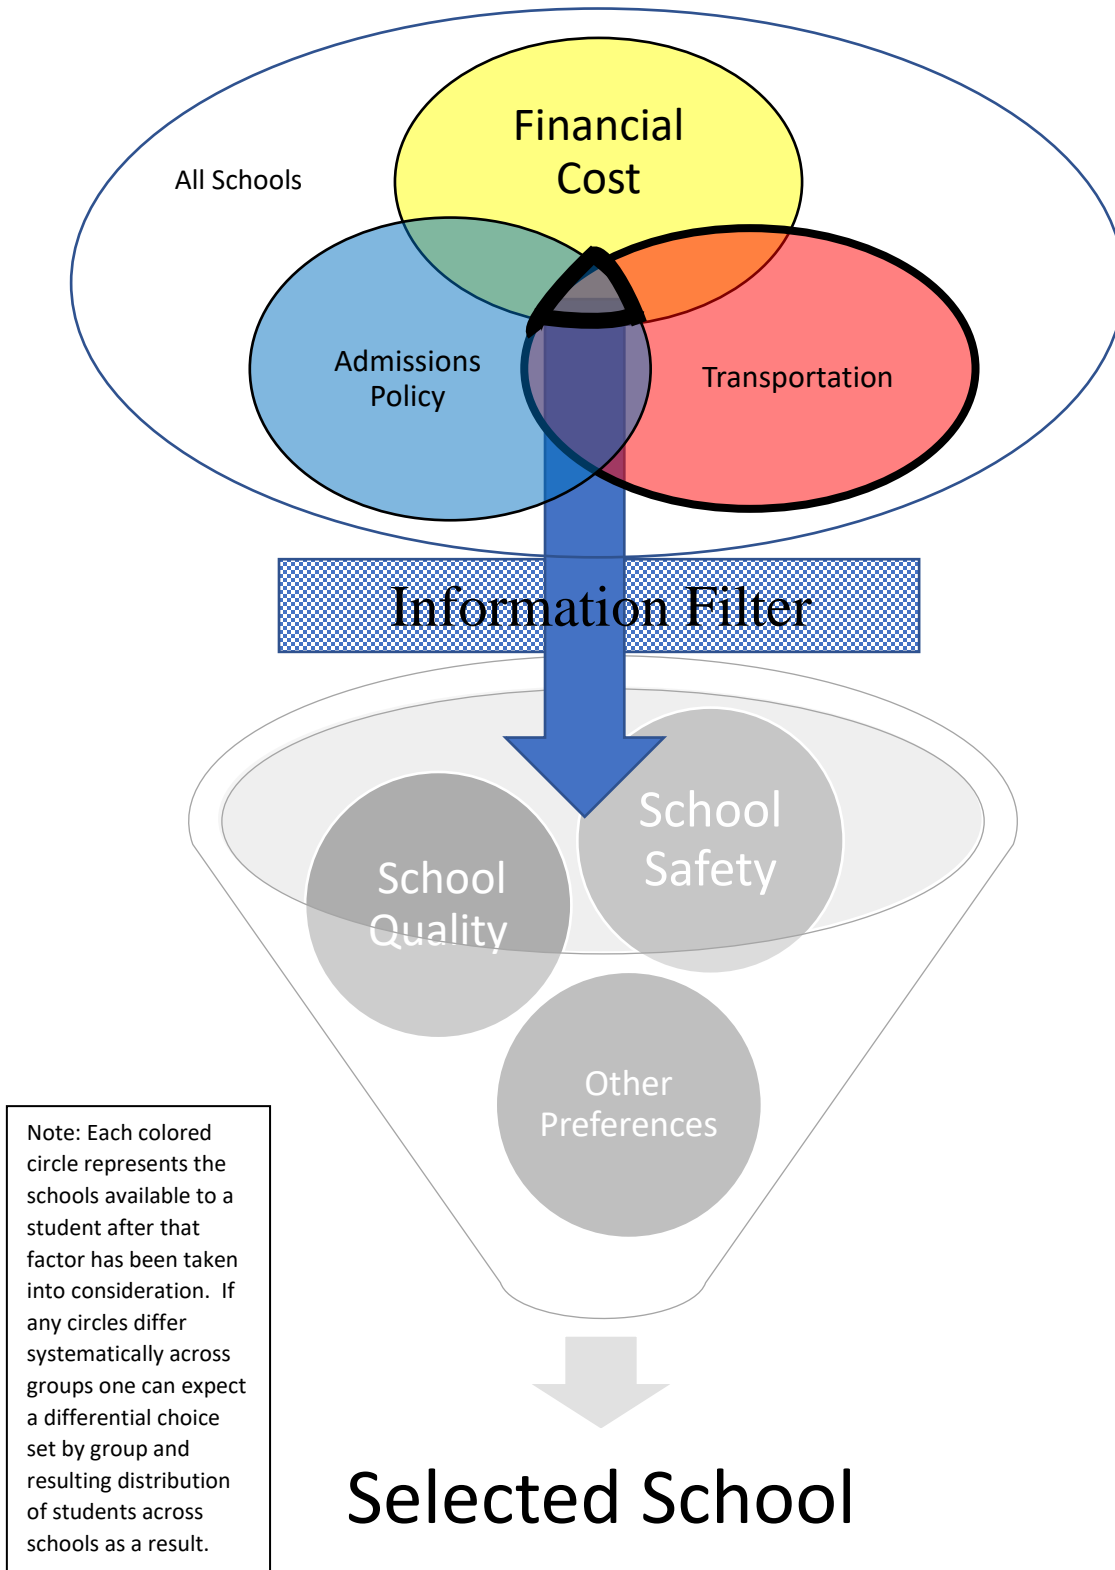 Financial
Cost
All Schools
Admissions
Policy
Transportation
Information Filter
School
Safety
School
Quality
Other
Preferences
Note: Each colored
circle represents the
schools available to a
student after that
factor has been taken
into consideration.  If
any circles differ
systematically across
groups one can expect
a differential choice
set by group and
resulting distribution
of students across
schools as a result.
Selected School